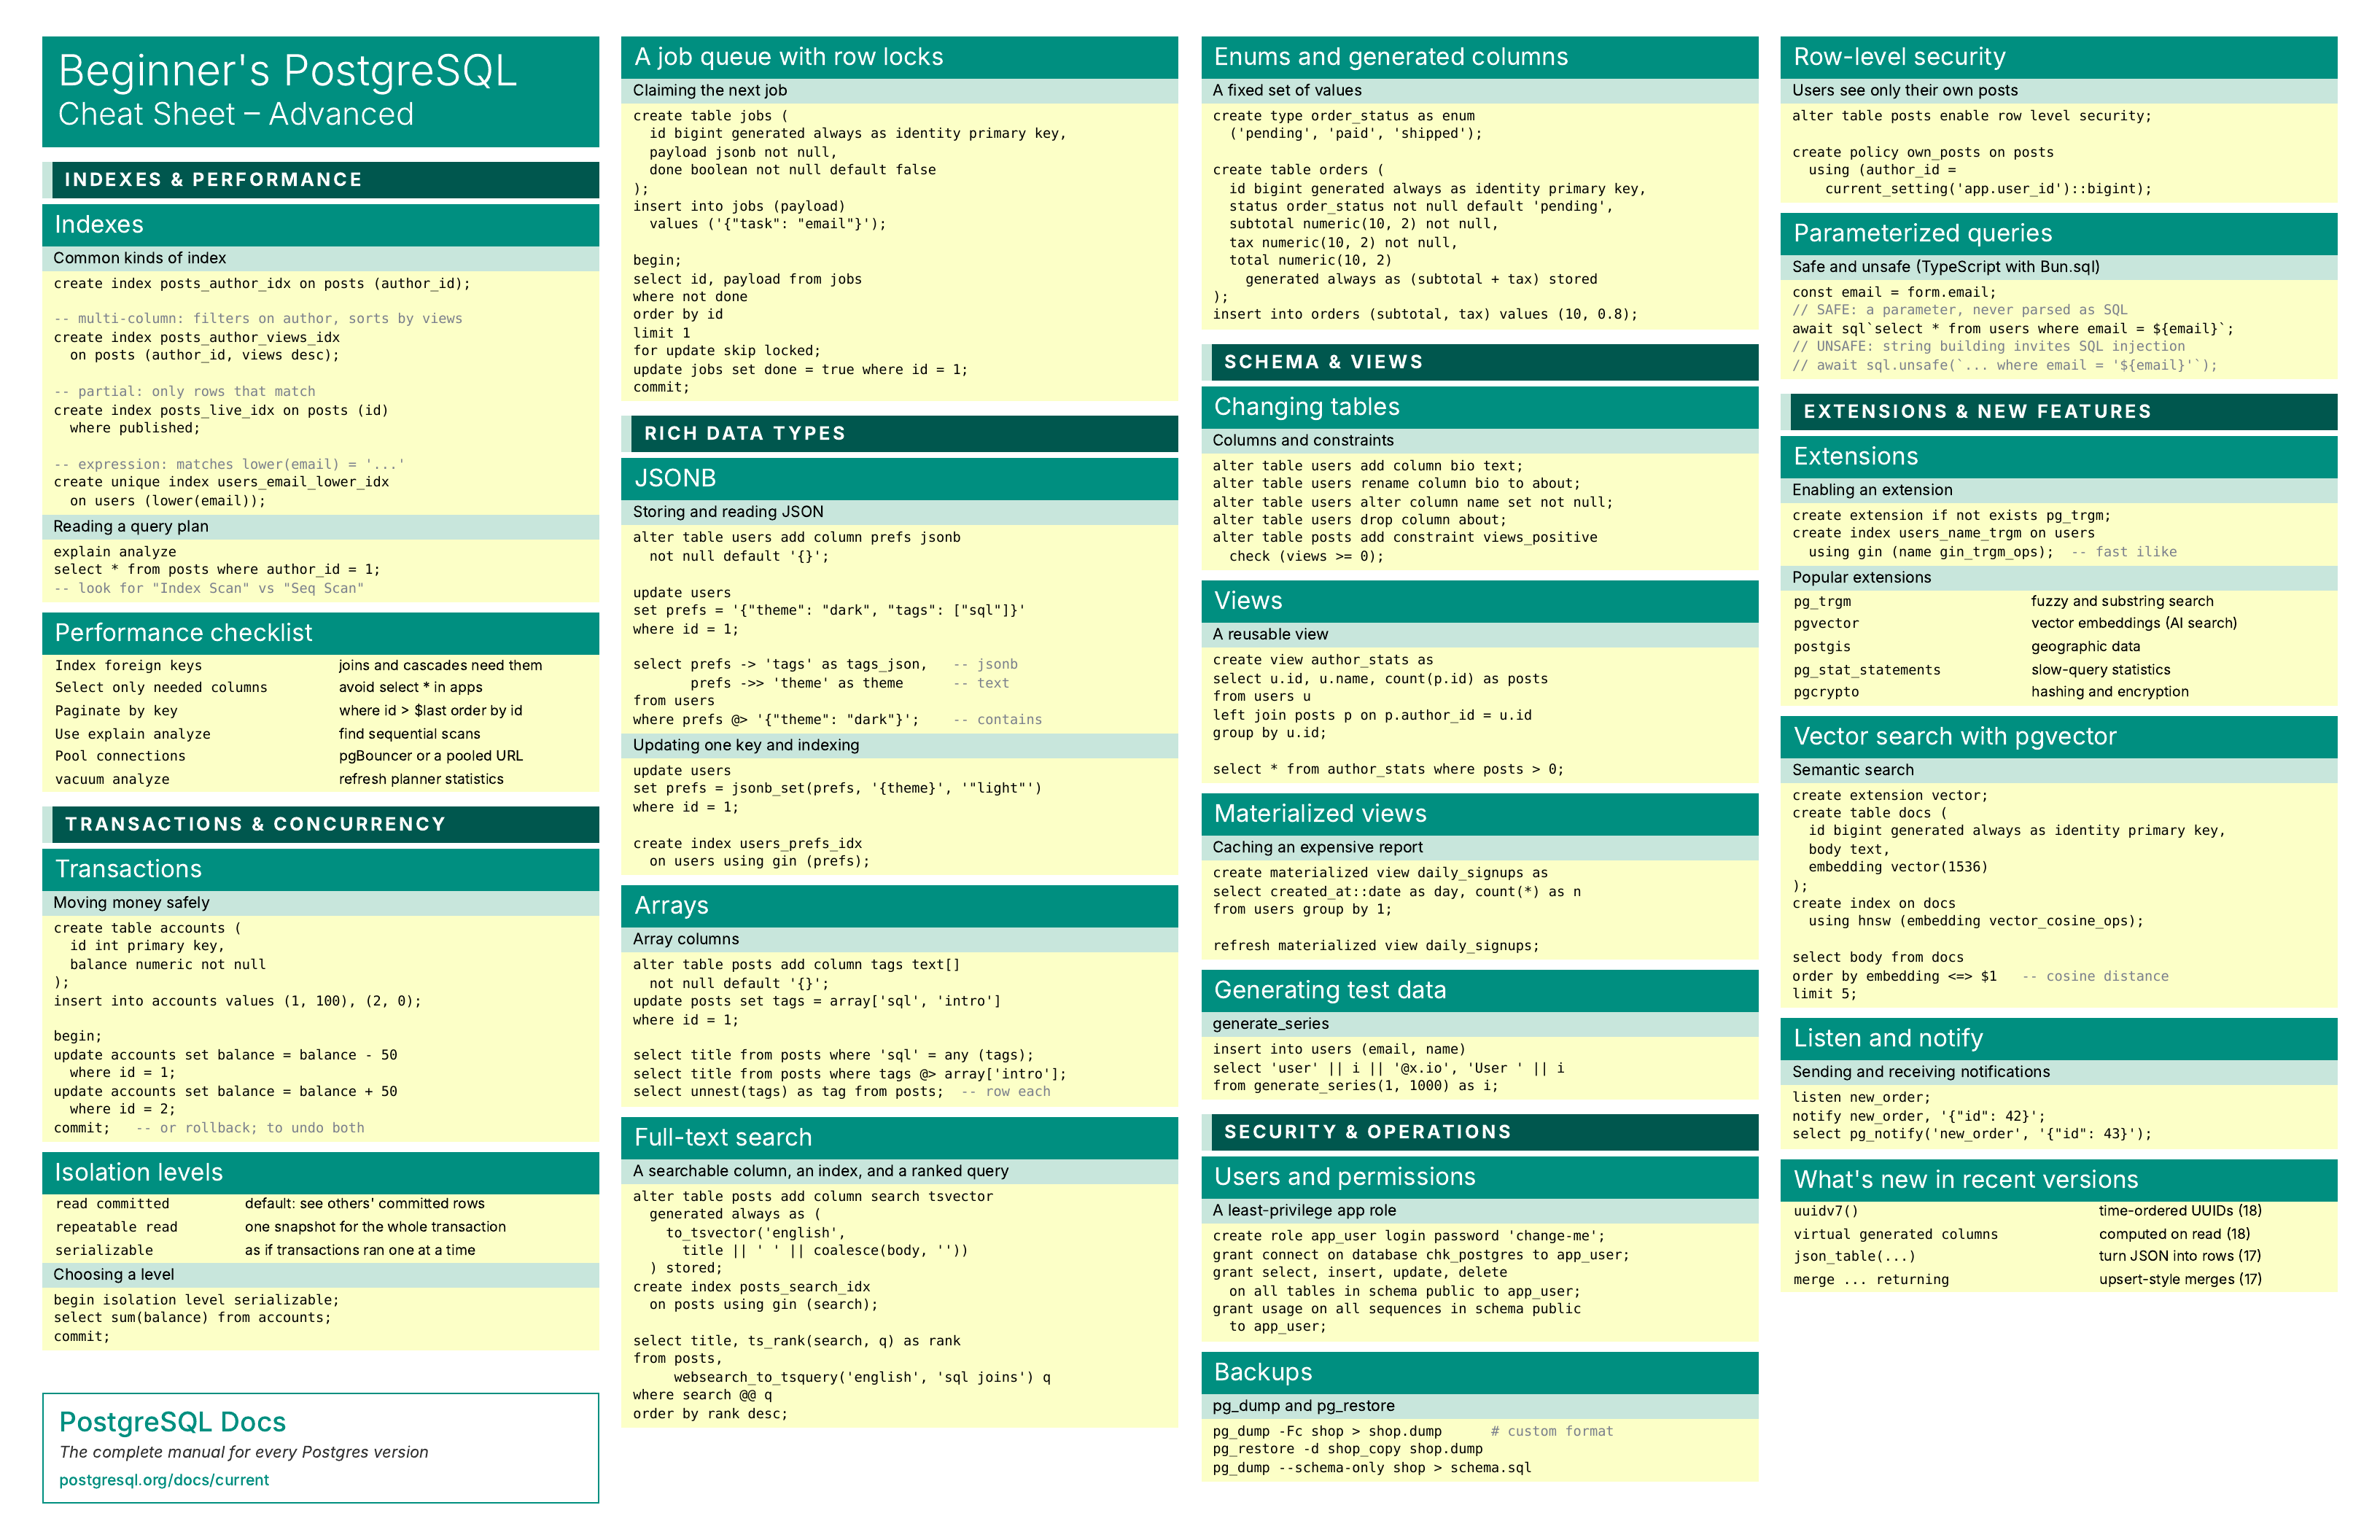 Beginner's PostgreSQL
Cheat Sheet – Advanced
INDEXES & PERFORMANCE
Indexes
Common kinds of index
create index posts_author_idx on posts (author_id);
-- multi-column: filters on author, sorts by views
create index posts_author_views_idx
  on posts (author_id, views desc);
-- partial: only rows that match
create index posts_live_idx on posts (id)
  where published;
-- expression: matches lower(email) = '...'
create unique index users_email_lower_idx
  on users (lower(email));
Reading a query plan
explain analyze
select * from posts where author_id = 1;
-- look for "Index Scan" vs "Seq Scan"
Performance checklist
Index foreign keys joins and cascades need them
Select only needed columns avoid select * in apps
Paginate by key where id > $last order by id
Use explain analyze find sequential scans
Pool connections pgBouncer or a pooled URL
vacuum analyze refresh planner statistics
TRANSACTIONS & CONCURRENCY
Transactions
Moving money safely
create table accounts (
  id int primary key,
  balance numeric not null
);
insert into accounts values (1, 100), (2, 0);
begin;
update accounts set balance = balance - 50
  where id = 1;
update accounts set balance = balance + 50
  where id = 2;
commit;   -- or rollback; to undo both
Isolation levels
read committed default: see others' committed rows
repeatable read one snapshot for the whole transaction
serializable as if transactions ran one at a time
Choosing a level
begin isolation level serializable;
select sum(balance) from accounts;
commit;
PostgreSQL Docs
The complete manual for every Postgres version
postgresql.org/docs/current
A job queue with row locks
Claiming the next job
create table jobs (
  id bigint generated always as identity primary key,
  payload jsonb not null,
  done boolean not null default false
);
insert into jobs (payload)
  values ('{"task": "email"}');
begin;
select id, payload from jobs
where not done
order by id
limit 1
for update skip locked;
update jobs set done = true where id = 1;
commit;
RICH DATA TYPES
JSONB
Storing and reading JSON
alter table users add column prefs jsonb
  not null default '{}';
update users
set prefs = '{"theme": "dark", "tags": ["sql"]}'
where id = 1;
select prefs -> 'tags' as tags_json,   -- jsonb
       prefs ->> 'theme' as theme      -- text
from users
where prefs @> '{"theme": "dark"}';    -- contains
Updating one key and indexing
update users
set prefs = jsonb_set(prefs, '{theme}', '"light"')
where id = 1;
create index users_prefs_idx
  on users using gin (prefs);
Arrays
Array columns
alter table posts add column tags text[]
  not null default '{}';
update posts set tags = array['sql', 'intro']
where id = 1;
select title from posts where 'sql' = any (tags);
select title from posts where tags @> array['intro'];
select unnest(tags) as tag from posts;  -- row each
Full-text search
A searchable column, an index, and a ranked query
alter table posts add column search tsvector
  generated always as (
    to_tsvector('english',
      title || ' ' || coalesce(body, ''))
  ) stored;
create index posts_search_idx
  on posts using gin (search);
select title, ts_rank(search, q) as rank
from posts,
     websearch_to_tsquery('english', 'sql joins') q
where search @@ q
order by rank desc;
Enums and generated columns
A fixed set of values
create type order_status as enum
  ('pending', 'paid', 'shipped');
create table orders (
  id bigint generated always as identity primary key,
  status order_status not null default 'pending',
  subtotal numeric(10, 2) not null,
  tax numeric(10, 2) not null,
  total numeric(10, 2)
    generated always as (subtotal + tax) stored
);
insert into orders (subtotal, tax) values (10, 0.8);
SCHEMA & VIEWS
Changing tables
Columns and constraints
alter table users add column bio text;
alter table users rename column bio to about;
alter table users alter column name set not null;
alter table users drop column about;
alter table posts add constraint views_positive
  check (views >= 0);
Views
A reusable view
create view author_stats as
select u.id, u.name, count(p.id) as posts
from users u
left join posts p on p.author_id = u.id
group by u.id;
select * from author_stats where posts > 0;
Materialized views
Caching an expensive report
create materialized view daily_signups as
select created_at::date as day, count(*) as n
from users group by 1;
refresh materialized view daily_signups;
Generating test data
generate_series
insert into users (email, name)
select 'user' || i || '@x.io', 'User ' || i
from generate_series(1, 1000) as i;
SECURITY & OPERATIONS
Users and permissions
A least-privilege app role
create role app_user login password 'change-me';
grant connect on database chk_postgres to app_user;
grant select, insert, update, delete
  on all tables in schema public to app_user;
grant usage on all sequences in schema public
  to app_user;
Backups
pg_dump and pg_restore
pg_dump -Fc shop > shop.dump      # custom format
pg_restore -d shop_copy shop.dump
pg_dump --schema-only shop > schema.sql
Row-level security
Users see only their own posts
alter table posts enable row level security;
create policy own_posts on posts
  using (author_id =
    current_setting('app.user_id')::bigint);
Parameterized queries
Safe and unsafe (TypeScript with Bun.sql)
const email = form.email;
// SAFE: a parameter, never parsed as SQL
await sql`select * from users where email = ${email}`;
// UNSAFE: string building invites SQL injection
// await sql.unsafe(`... where email = '${email}'`);
EXTENSIONS & NEW FEATURES
Extensions
Enabling an extension
create extension if not exists pg_trgm;
create index users_name_trgm on users
  using gin (name gin_trgm_ops);  -- fast ilike
Popular extensions
pg_trgm fuzzy and substring search
pgvector vector embeddings (AI search)
postgis geographic data
pg_stat_statements slow-query statistics
pgcrypto hashing and encryption
Vector search with pgvector
Semantic search
create extension vector;
create table docs (
  id bigint generated always as identity primary key,
  body text,
  embedding vector(1536)
);
create index on docs
  using hnsw (embedding vector_cosine_ops);
select body from docs
order by embedding <=> $1   -- cosine distance
limit 5;
Listen and notify
Sending and receiving notifications
listen new_order;
notify new_order, '{"id": 42}';
select pg_notify('new_order', '{"id": 43}');
What's new in recent versions
uuidv7() time-ordered UUIDs (18)
virtual generated columns computed on read (18)
json_table(...) turn JSON into rows (17)
merge ... returning upsert-style merges (17)